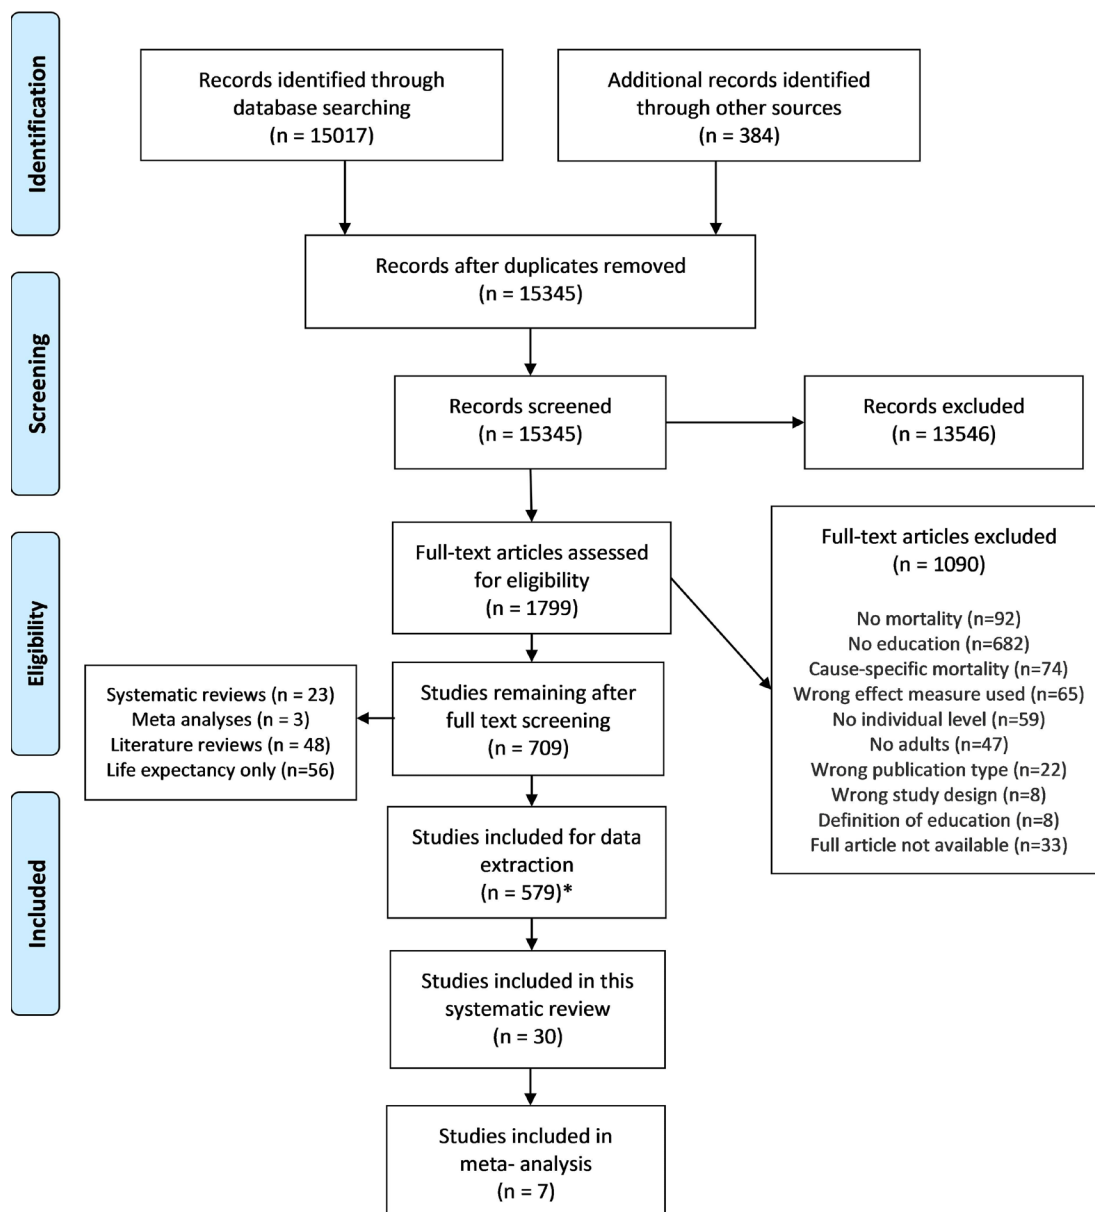 Identification
Records identified through
database searching
(n = 15017)
Additional records identified
through other sources
(n = 384)
Records after duplicates removed
(n = 15345)
Screening
Records screened
(n = 15345)
Records excluded
(n = 13546)
Eligibility
Full-text articles assessed
for eligibility
(n = 1799)
Full-text articles excluded
(n = 1090)
No mortality (n=92)
No education (n=682)
Cause-specific mortality (n=74)
Wrong effect measure used (n=65)
No individual level (n=59)
No adults (n=47)
Wrong publication type (n=22)
Wrong study design (n=8)
Definition of education (n=8)
Full article not available (n=33)
Studies remaining after
full text screening
(n = 709)
Systematic reviews (n = 23)
Meta analyses (n = 3)
Literature reviews (n = 48)
Life expectancy only (n=56)
Included
Studies included for data
extraction
(n = 579)*
Studies included in this
systematic review
(n = 30)
Studies included in
meta- analysis
(n = 7)